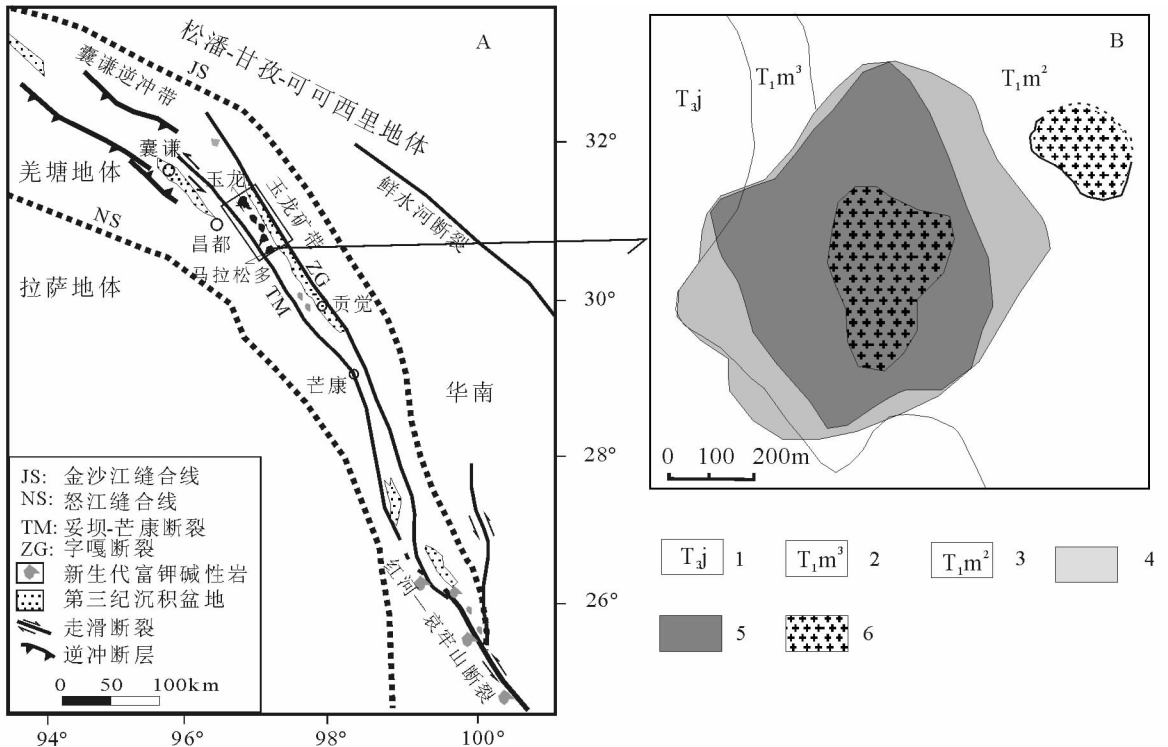 A
松潘-甘孜-可可西里地体
JS
囊谦逆冲带
32°
囊谦
羌塘地体
玉龙
玉龙矿带
鲜水河断裂
NS
昌都
拉萨地体
马拉松多
ZG
TM
贡觉
30°
芒康
华南
28°
JS: 金沙江缝合线
NS: 怒江缝合线
TM: 妥坝-芒康断裂
ZG: 字嘎断裂
新生代富钾碱性岩
第三纪沉积盆地
走滑断裂
逆冲断层
0 50 100km
26°
红河—哀牢山断裂
94° 96° 98° 100°
B
T₃j
T₁m³
T₁m²
0 100 200m
T₃j 1
T₁m³ 2
T₁m² 3
4
5
6